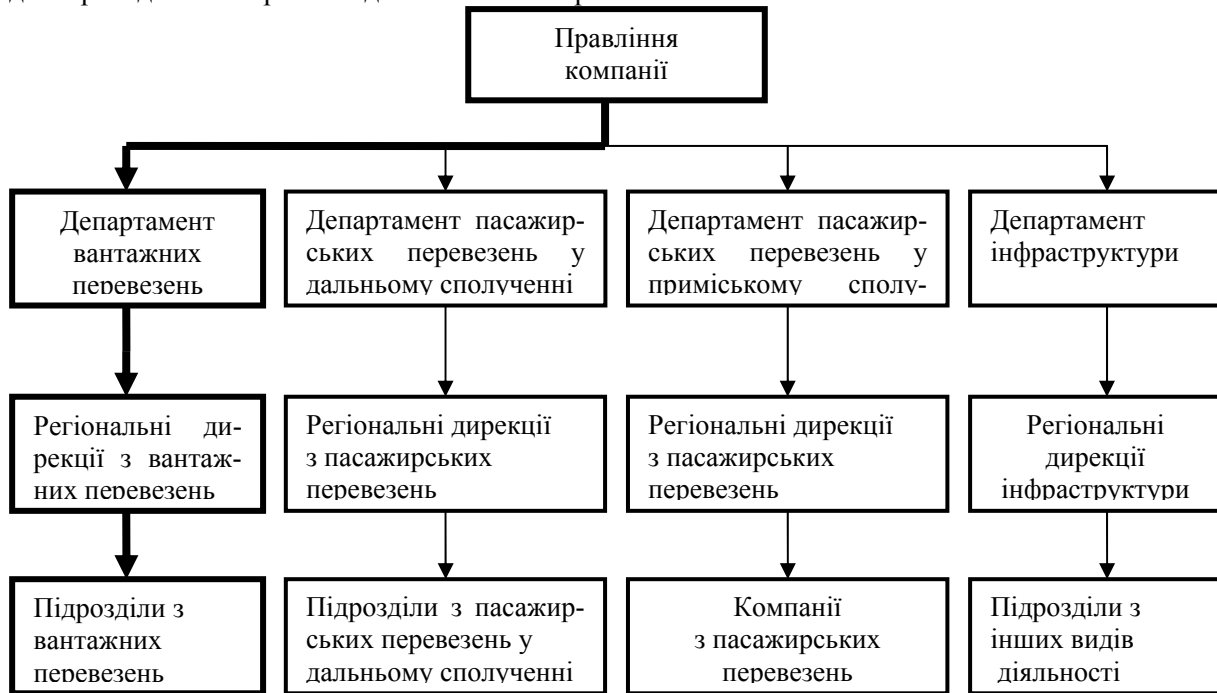 Правління
компанії
Департамент
вантажних
перевезень
Департамент пасажир-
ських перевезень у
дальньому сполученні
Департамент пасажир-
ських перевезень у
приміському сполу-
Департамент
інфраструктури
Регіональні ди-
рекції з вантаж-
них перевезень
Регіональні дирекції
з пасажирських
перевезень
Регіональні дирекції
з пасажирських
перевезень
Регіональні
дирекції
інфраструктури
Підрозділи з
вантажних
перевезень
Підрозділи з пасажир-
ських перевезень у
дальньому сполученні
Компанії
з пасажирських
перевезень
Підрозділи з
інших видів
діяльності